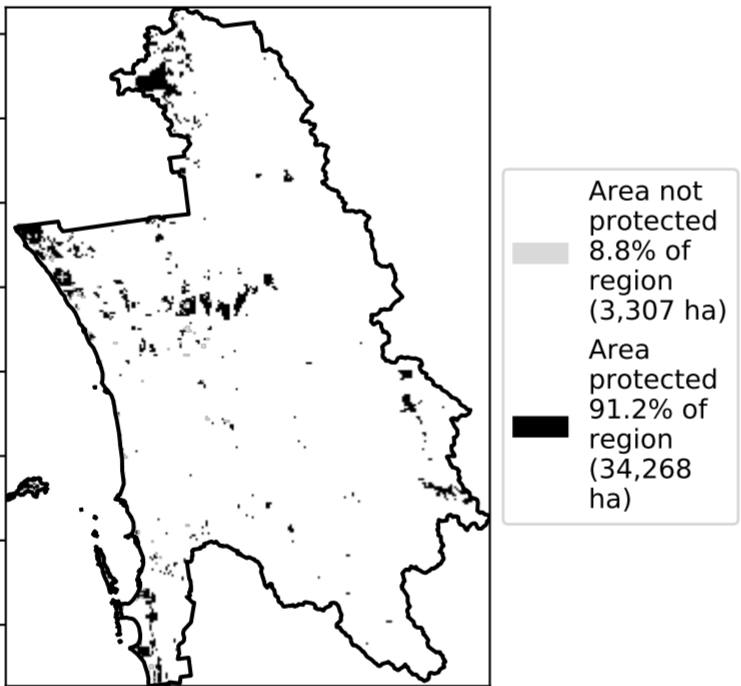 Area not
protected
8.8% of
region
(3,307 ha)
Area
protected
91.2% of
region
(34,268
ha)